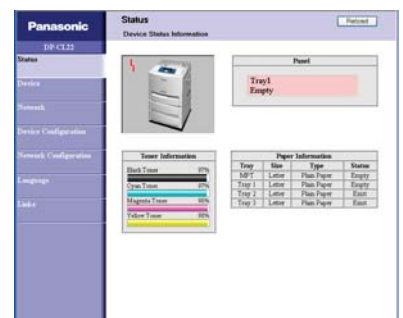 Panasonic
DP-CL22
Status
Device
Network
Device Configuration
Network Configuration
Language
Links
Status
Reload
Device Status Information
Panel
Tray1
Empty
Toner Information
Black Toner 97%
Cyan Toner 97%
Magenta Toner
Yellow Toner
Paper Information
Tray Size Type Status
MPT Letter Plain Paper Empty
Tray 1 Letter Plain Paper Empty
Tray 2 Letter Plain Paper Exist
Tray 3 Letter Plain Paper Exist